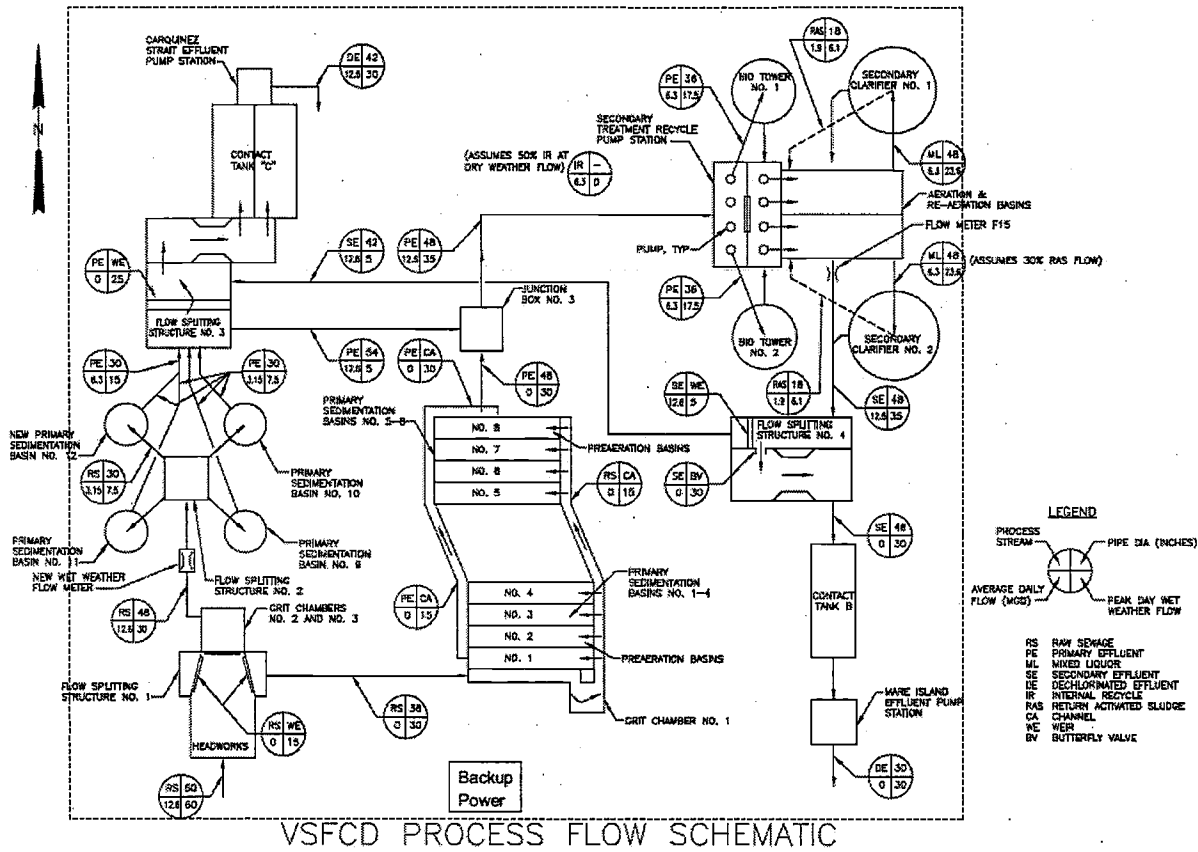 CARQUINEZ
STRAIT EFFLUENT
PUMP STATION
DE 42
12.6 30
CONTACT
TANK "C"
N
PE WE
0 25
FLOW SPLITTING
STRUCTURE NO. 3
PE 30
6.3 15
PE 30
3.15 7.5
NEW PRIMARY
SEDIMENTATION
BASIN NO. 12
RS 30
3.15 7.5
PRIMARY
SEDIMENTATION
BASIN NO. 10
PRIMARY
SEDIMENTATION
BASIN NO. 11
PRIMARY
SEDIMENTATION
BASIN NO. 9
NEW WET WEATHER
FLOW METER
FLOW SPLITTING
STRUCTURE NO. 2
RS 48
12.6 30
GRIT CHAMBERS
NO. 2 AND NO. 3
FLOW SPLITTING
STRUCTURE NO. 1
RS WE
0 15
HEADWORKS
RS 60
12.6 60
RS 36
0 30
SE 42
12.6 5
PE 48
12.6 35
JUNCTION
BOX NO. 3
PE 54
12.6 5
PE CA
0 30
PE 48
0 30
PRIMARY
SEDIMENTATION
BASINS NO. 5-8
NO. 8
NO. 7
NO. 6
NO. 5
PREAERATION BASINS
RS CA
0 15
PE CA
0 15
NO. 4
NO. 3
NO. 2
NO. 1
PRIMARY
SEDIMENTATION
BASINS NO. 1-4
PREAERATION BASINS
GRIT CHAMBER NO. 1
Backup
Power
(ASSUMES 50% IR AT
DRY WEATHER FLOW)
IR -
6.3 0
SECONDARY
TREATMENT RECYCLE
PUMP STATION
PE 36
6.3 17.5
BIO TOWER
NO. 1
RAS 18
1.9 6.1
SECONDARY
CLARIFIER NO. 1
ML 48
6.3 23.6
AERATION &
RE-AERATION BASINS
FLOW METER F15
PUMP, TYP
ML 48
6.3 23.6
(ASSUMES 30% RAS FLOW)
PE 36
6.3 17.5
BIO TOWER
NO. 2
SECONDARY
CLARIFIER NO. 2
RAS 18
1.9 6.1
SE WE
12.6 5
SE 48
12.6 35
FLOW SPLITTING
STRUCTURE NO. 4
SE BV
0 30
SE 48
0 30
CONTACT
TANK B
MARE ISLAND
EFFLUENT PUMP
STATION
DE 30
0 30
LEGEND
PROCESS
STREAM
PIPE DIA (INCHES)
AVERAGE DAILY
FLOW (MGD)
PEAK DAY WET
WEATHER FLOW
RS RAW SEWAGE
PE PRIMARY EFFLUENT
ML MIXED LIQUOR
SE SECONDARY EFFLUENT
DE DECHLORINATED EFFLUENT
IR INTERNAL RECYCLE
RAS RETURN ACTIVATED SLUDGE
CA CHANNEL
WE WEIR
BV BUTTERFLY VALVE
VSFCD PROCESS FLOW SCHEMATIC